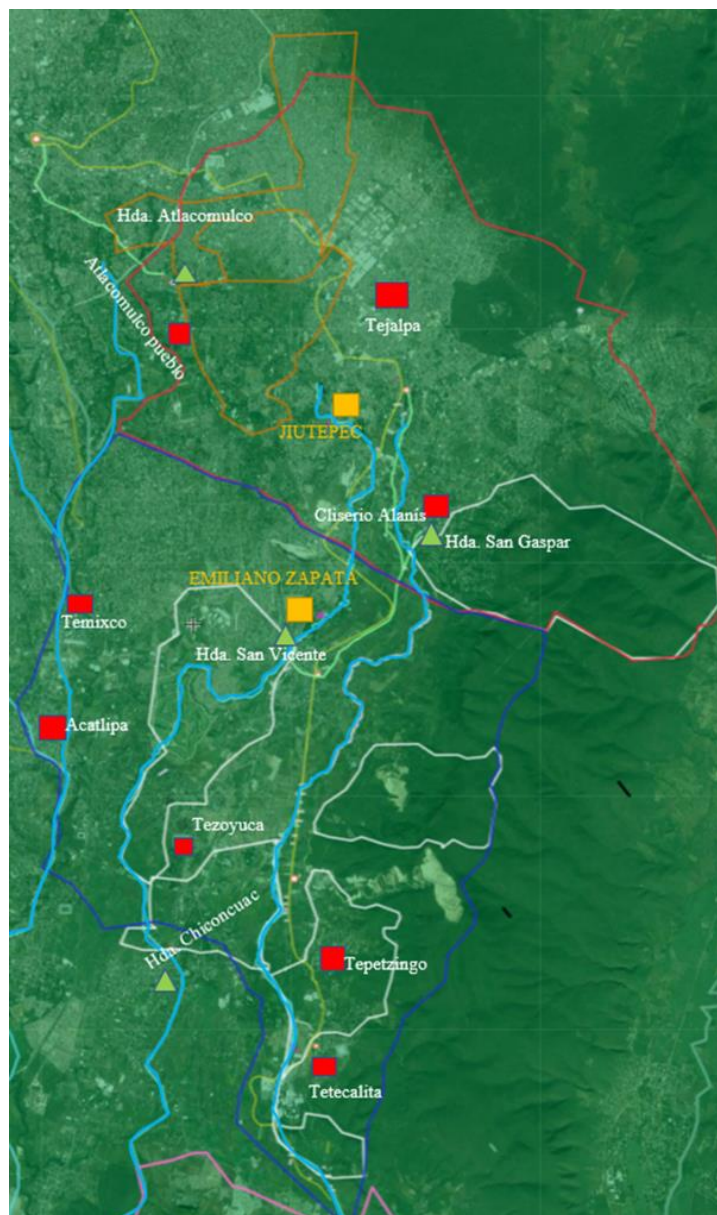 Hda. Atlacomulco
Atlacomulco pueblo
Tejalpa
JIUTEPEC
Cliserio Alanís
Hda. San Gaspar
EMILIANO ZAPATA
Temixco
Hda. San Vicente
Acatlipa
Tezoyuca
Hda. Chiconcuac
Tepetzingo
Tetecalita